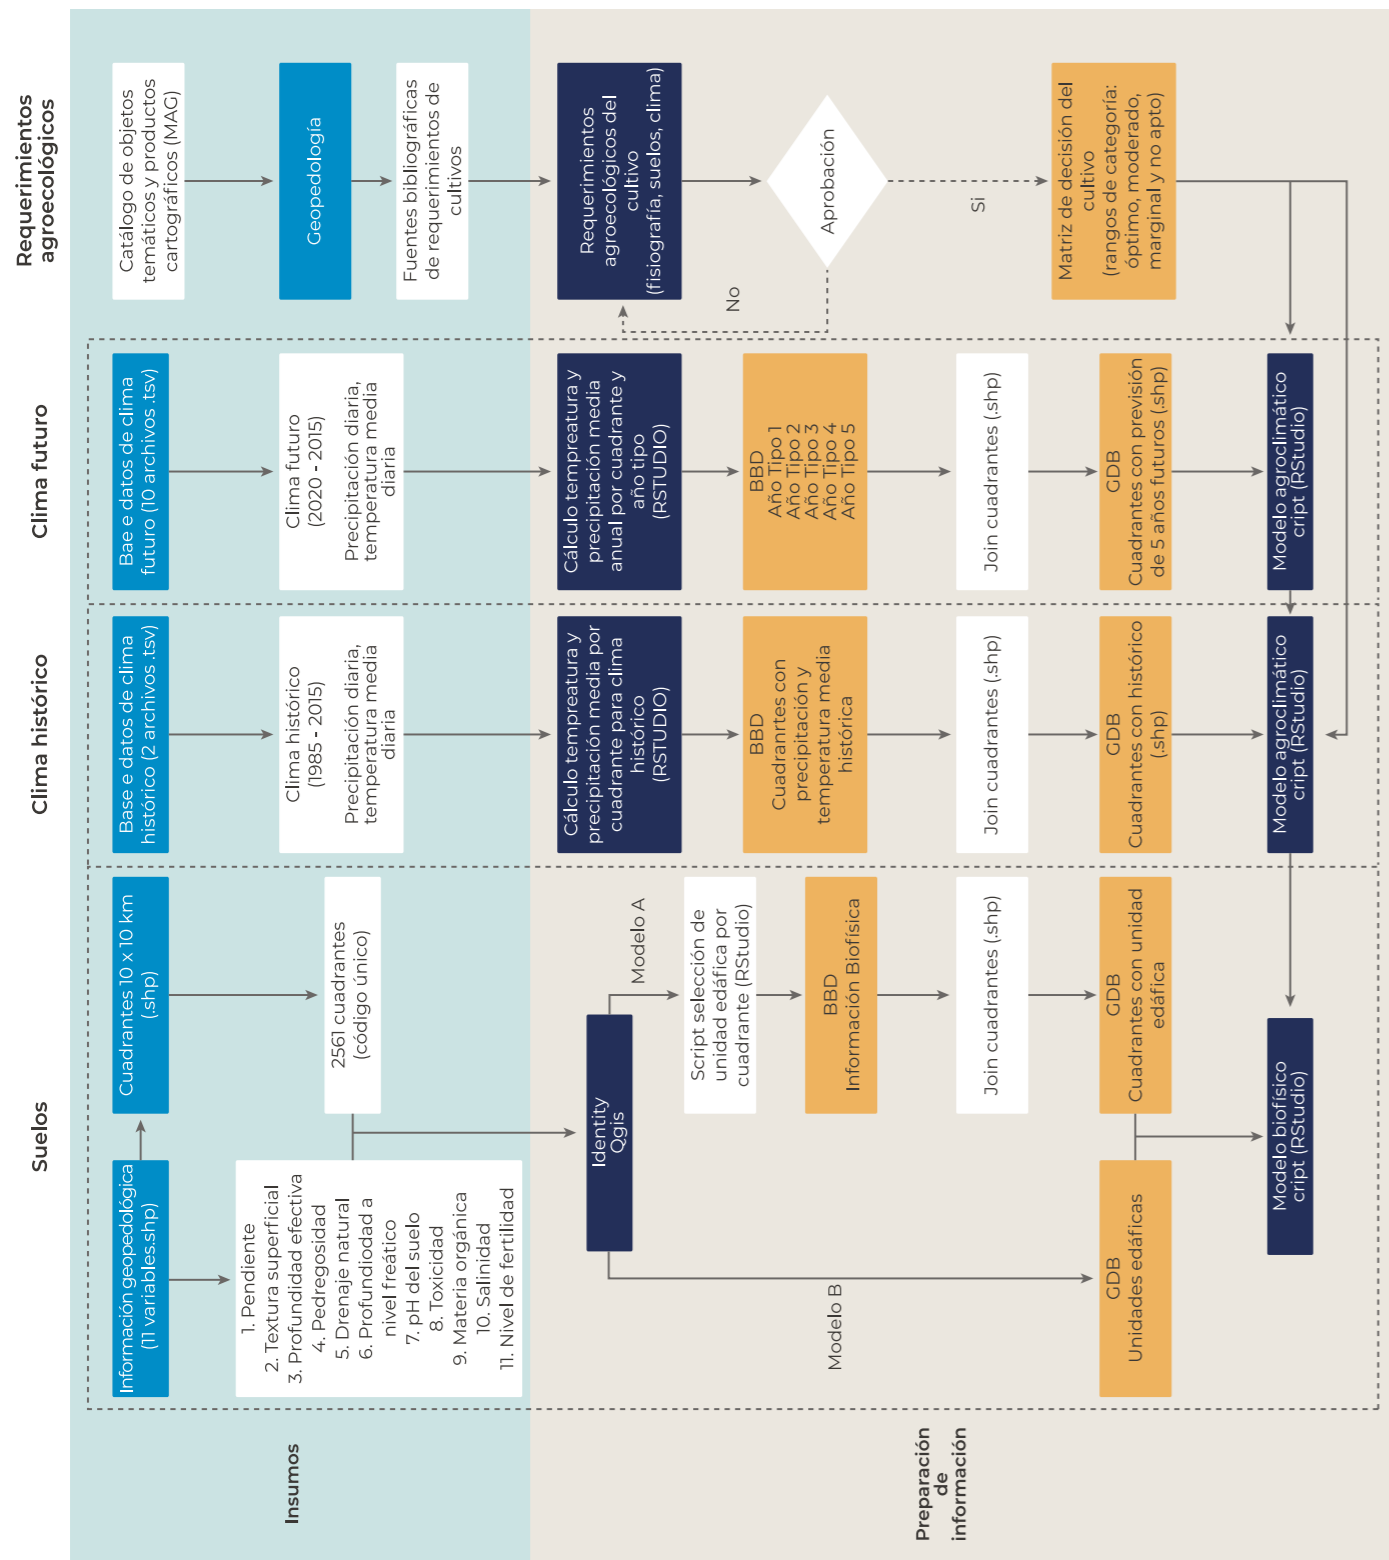 Suelos
Clima histórico
Clima futuro
Requerimientos
agroecológicos
Insumos
Información geopedológica
(11 variables.shp)
Cuadrantes 10 x 10 km
(.shp)
1. Pendiente
2. Textura superficial
3. Profundidad efectiva
4. Pedregosidad
5. Drenaje natural
6. Profundiodad a
nivel freático
7. pH del suelo
8. Toxicidad
9. Materia orgánica
10. Salinidad
11. Nivel de fertilidad
2561 cuadrantes
(código único)
Base e datos de clima
histórico (2 archivos .tsv)
Clima histórico
(1985 - 2015)
Precipitación diaria,
temperatura media
diaria
Bae e datos de clima
futuro (10 archivos .tsv)
Clima futuro
(2020 - 2015)
Precipitación diaria,
temperatura media
diaria
Catálogo de objetos
temáticos y productos
cartográficos (MAG)
Geopedología
Fuentes bibliográficas
de requerimientos de
cultivos
Preparación
de
información
Identity
Qgis
Modelo A
Modelo B
Script selección de
unidad edáfica por
cuadrante (RStudio)
BBD
Información Biofísica
Join cuadrantes (.shp)
GDB
Unidades edáficas
GDB
Cuadrantes con unidad
edáfica
Modelo biofísico
cript (RStudio)
Cálculo tempreatura y
precipitación media por
cuadrante para clima
histórico
(RSTUDIO)
BBD
Cuadranrtes con
precipitación y
temperatura media
histórica
Join cuadrantes (.shp)
GDB
Cuadrantes con histórico
(.shp)
Modelo agroclimático
cript (RStudio)
Cálculo tempreatura y
precipitación media
anual por cuadrante y
año tipo
(RSTUDIO)
BBD
Año Tipo 1
Año Tipo 2
Año Tipo 3
Año Tipo 4
Año Tipo 5
Join cuadrantes (.shp)
GDB
Cuadrantes con previsión
de 5 años futuros (.shp)
Modelo agroclimático
cript (RStudio)
Requerimientos
agroecológicos del
cultivo
(fisiografía, suelos, clima)
No
Aprobación
Si
Matriz de decisión del
cultivo
(rangos de categoría:
óptimo, moderado,
marginal y no apto)